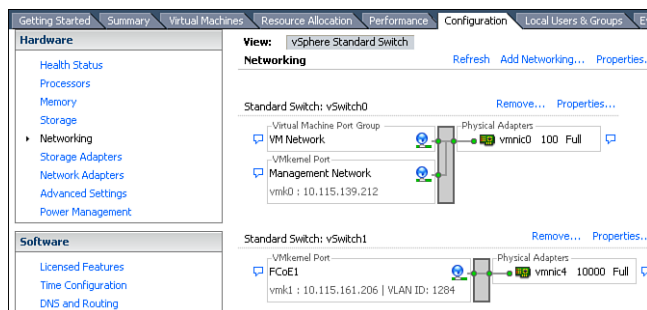 Getting Started Summary Virtual Machines Resource Allocation Performance Configuration Local Users & Groups
Hardware
Health Status
Processors
Memory
Storage
Networking
Storage Adapters
Network Adapters
Advanced Settings
Power Management
Software
Licensed Features
Time Configuration
DNS and Routing
View: vSphere Standard Switch
Networking Refresh Add Networking... Properties...
Standard Switch: vSwitch0 Remove... Properties...
Virtual Machine Port Group
VM Network
VMkernel Port
Management Network
vmk0 : 10.115.139.212
Physical Adapters
vmnic0 100 Full
Standard Switch: vSwitch1 Remove... Properties...
VMkernel Port
FCoE1
vmk1 : 10.115.161.206 | VLAN ID: 1284
Physical Adapters
vmnic4 10000 Full